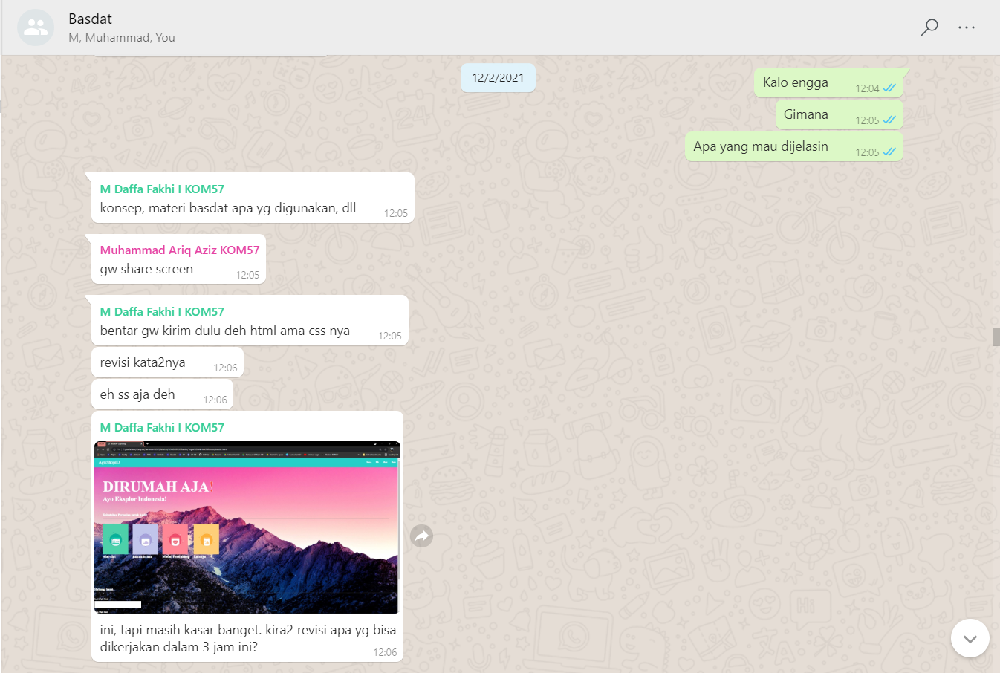 Basdat
M, Muhammad, You
12/2/2021
Kalo engga
12:04
Gimana
12:05
Apa yang mau dijelasin
12:05
M Daffa Fakhi I KOM57
konsep, materi basdat apa yg digunakan, dll
12:05
Muhammad Ariq Aziz KOM57
gw share screen
12:05
M Daffa Fakhi I KOM57
bentar gw kirim dulu deh html ama css nya
12:05
revisi kata2nya
12:06
eh ss aja deh
12:06
M Daffa Fakhi I KOM57
AgriShopID
DIRUMAH AJA!
Ayo Eksplor Indonesia!
ini, tapi masih kasar banget. kira2 revisi apa yg bisa
dikerjakan dalam 3 jam ini?
12:06